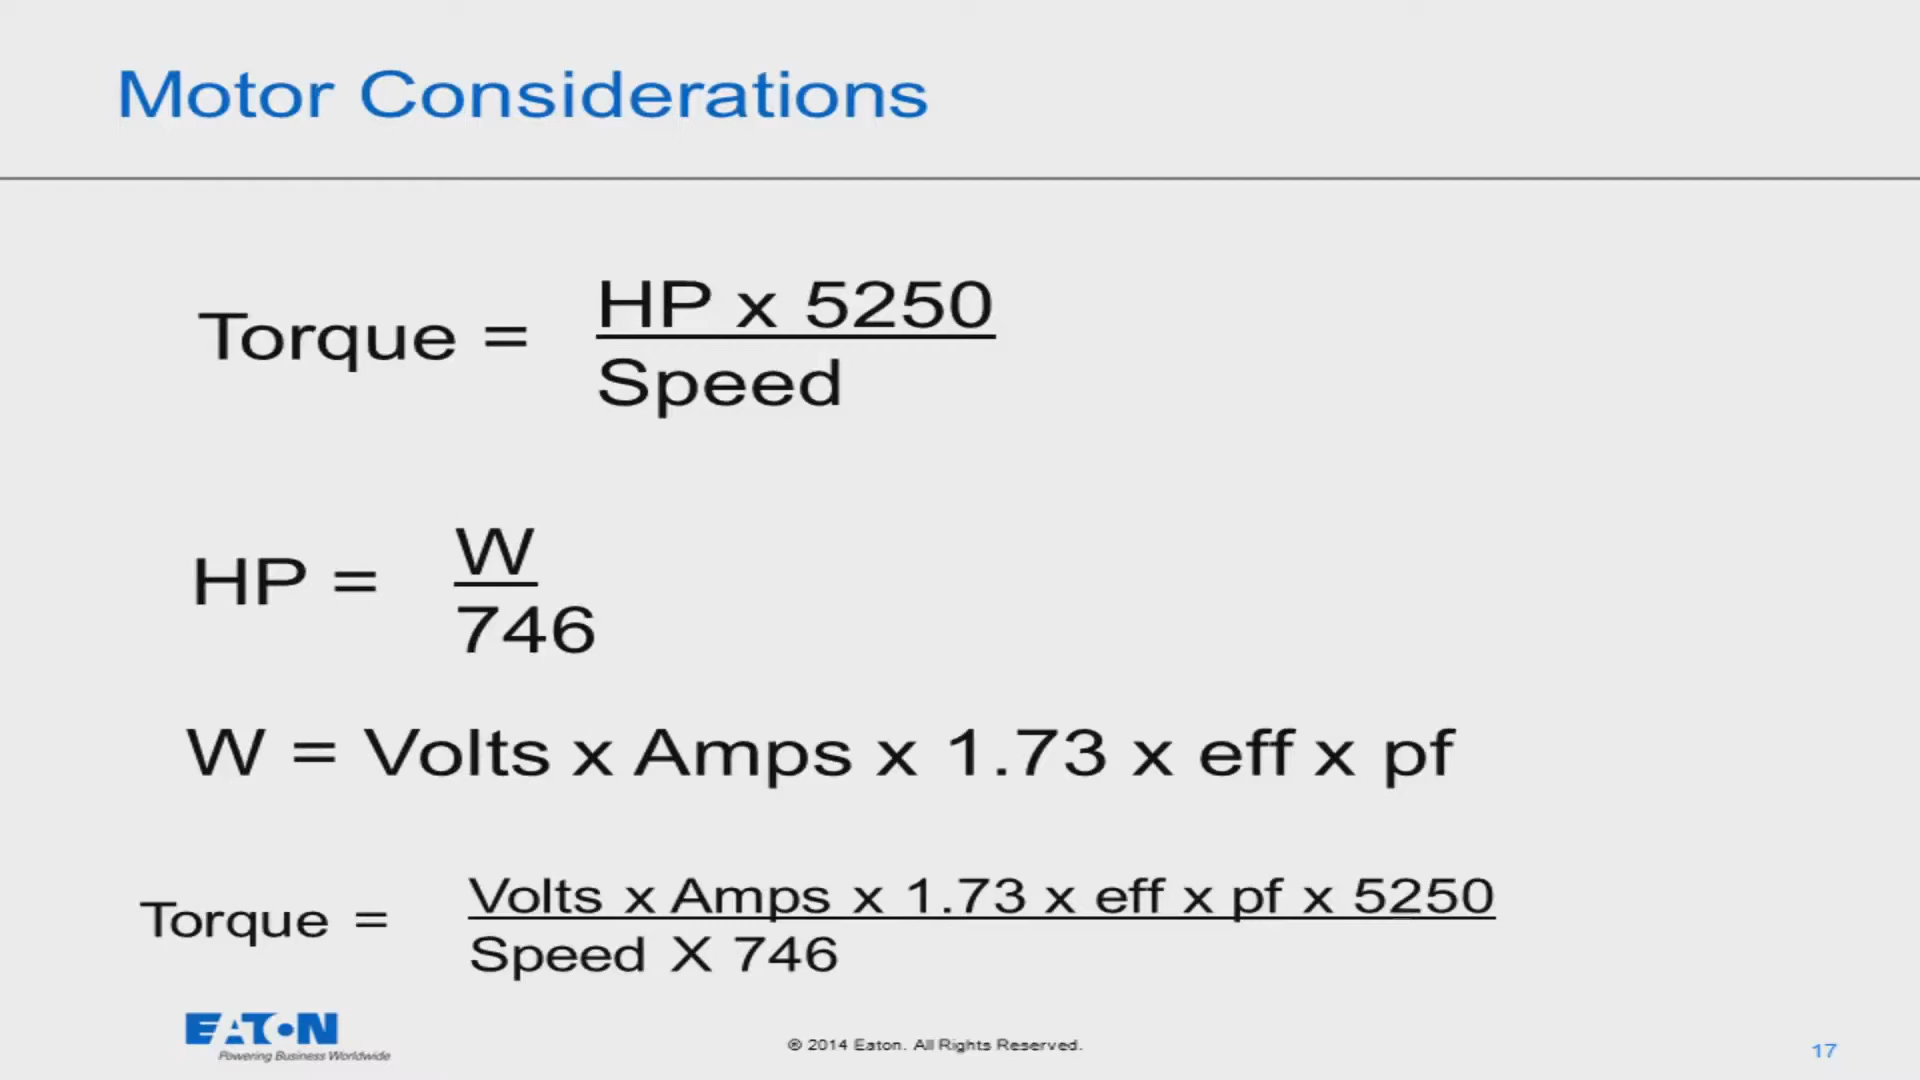 Motor Considerations
Torque = HP x 5250
Speed
HP = W
746
W = Volts x Amps x 1.73 x eff x pf
Torque = Volts x Amps x 1.73 x eff x pf x 5250
Speed X 746
EATON
Powering Business Worldwide
® 2014 Eaton. All Rights Reserved.
17